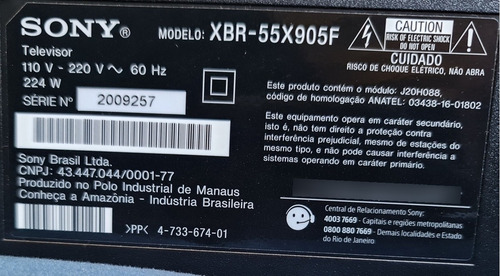 SONY®
MODELO: XBR-55X905F
Televisor
110 V - 220 V ~ 60 Hz
224 W
SÉRIE Nº 2009257
CAUTION
RISK OF ELECTRIC SHOCK
DO NOT OPEN
CUIDADO
RISCO DE CHOQUE ELÉTRICO, NÃO ABRA
Este produto contém o módulo: J20H088,
código de homologação ANATEL: 03438-16-01802
Este equipamento opera em caráter secundário,
isto é, não tem direito a proteção contra
interferência prejudicial, mesmo de estações do
mesmo tipo, e não pode causar interferência a
sistemas operando em caráter primário.
Sony Brasil Ltda.
CNPJ: 43.447.044/0001-77
Produzido no Polo Industrial de Manaus
Conheça a Amazônia - Indústria Brasileira
>PP< 4-733-674-01
Central de Relacionamento Sony:
4003 7669 - Capitais e regiões metropolitanas
0800 880 7669 - Demais localidades e Estado
do Rio de Janeiro